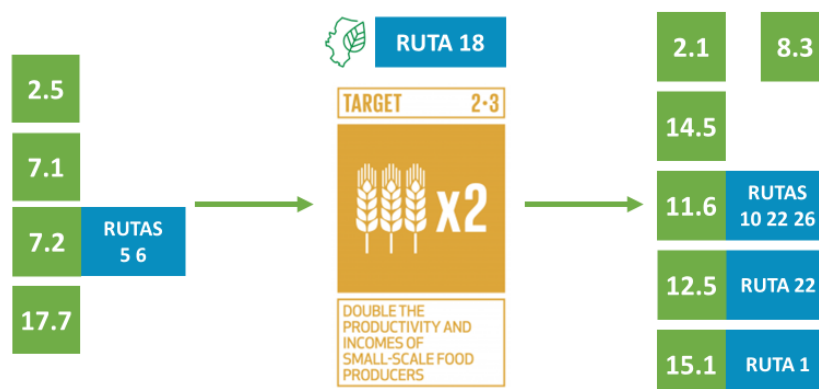 2.5
7.1
7.2
RUTAS
5 6
17.7
RUTA 18
TARGET 2·3
x2
DOUBLE THE
PRODUCTIVITY AND
INCOMES OF
SMALL-SCALE FOOD
PRODUCERS
2.1
8.3
14.5
11.6
RUTAS
10 22 26
12.5
RUTA 22
15.1
RUTA 1